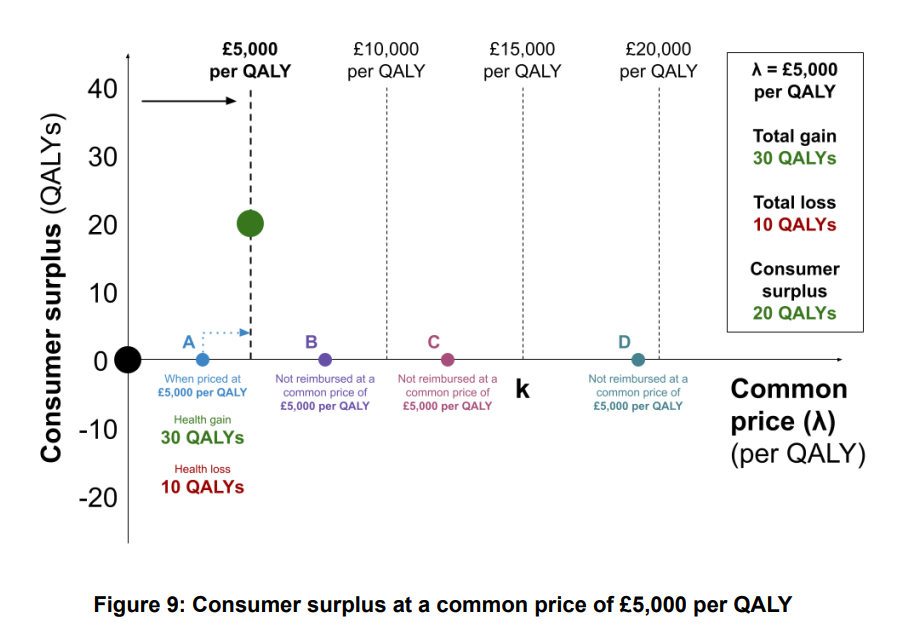 £5,000
per QALY
£10,000
per QALY
£15,000
per QALY
£20,000
per QALY
λ = £5,000
per QALY
Total gain
30 QALYs
Total loss
10 QALYs
Consumer
surplus
20 QALYs
Consumer surplus (QALYs)
40
30
20
10
0
-10
-20
A
B
C
D
When priced at
£5,000 per QALY
Health gain
30 QALYs
Health loss
10 QALYs
Not reimbursed at a
common price of
£5,000 per QALY
Not reimbursed at a
common price of
£5,000 per QALY
k
Not reimbursed at a
common price of
£5,000 per QALY
Common
price (λ)
(per QALY)
Figure 9: Consumer surplus at a common price of £5,000 per QALY